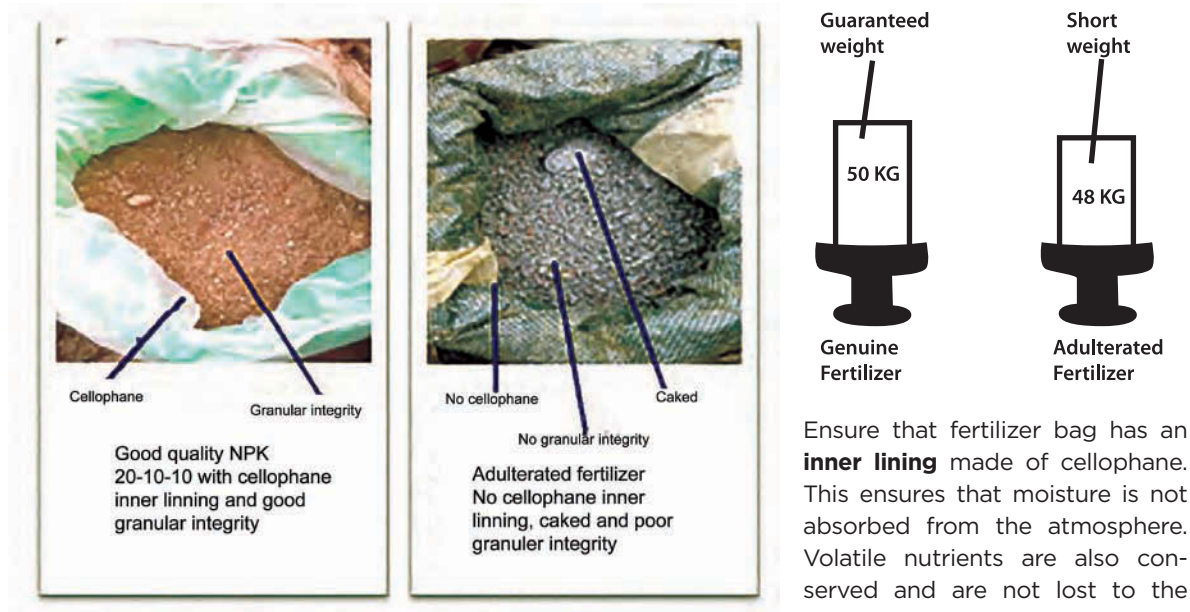 Cellophane
Granular integrity
Good quality NPK
20-10-10 with cellophane
inner linning and good
granular integrity
No cellophane
Caked
No granular integrity
Adulterated fertilizer
No cellophane inner
linning, caked and poor
granuler integrity
Guaranteed
weight
Short
weight
50 KG
48 KG
Genuine
Fertilizer
Adulterated
Fertilizer
Ensure that fertilizer bag has an
inner lining made of cellophane.
This ensures that moisture is not
absorbed from the atmosphere.
Volatile nutrients are also con-
served and are not lost to the